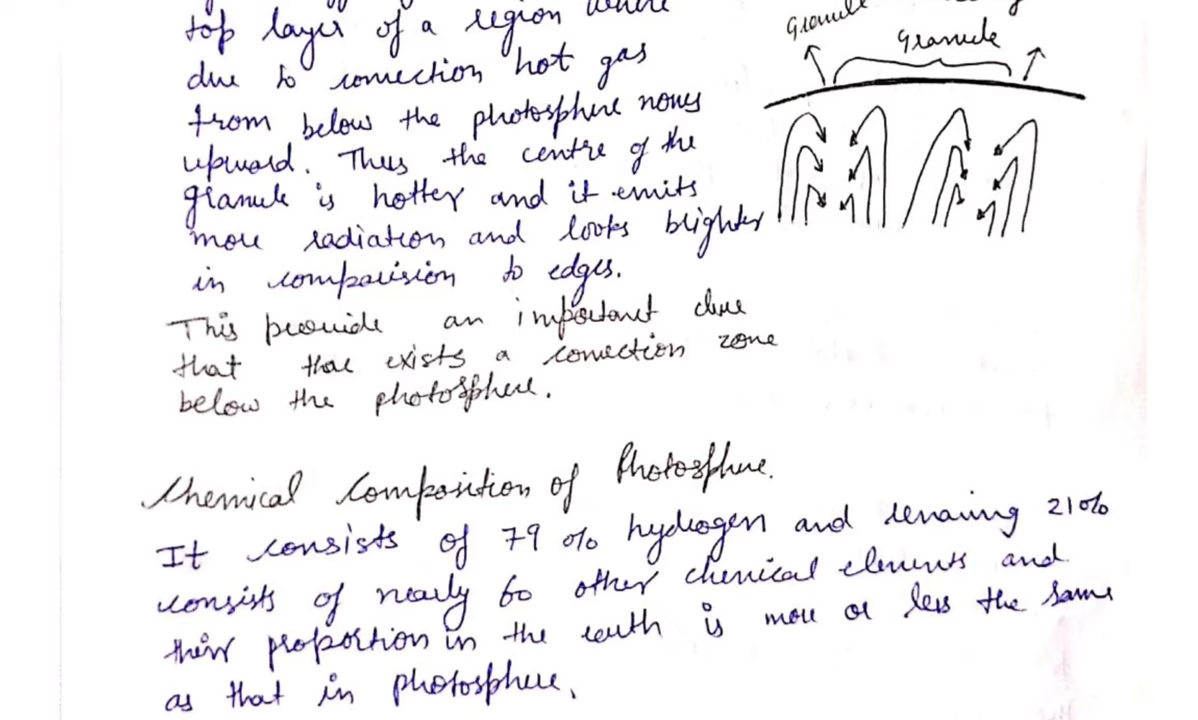 top layer of a region where
due to convection hot gas
from below the photosphere moves
upward. Thus the centre of the
granule is hotter and it emits
more radiation and looks brighter
in comparision to edges.
This provide an important clue
that there exists a convection zone
below the photosphere.
Granule
Granule
Chemical Composition of Photosphere.
It consists of 79% hydrogen and remaining 21%
consists of nearly 60 other chemical elements and
their proportion in the earth is more or less the same
as that in photosphere.